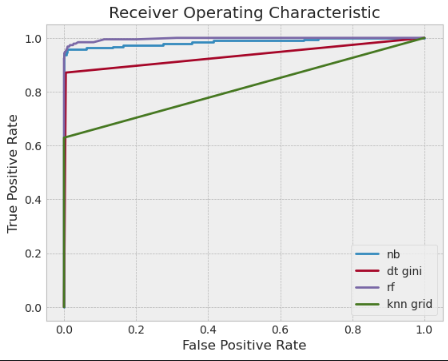 Receiver Operating Characteristic
1.0
0.8
0.6
0.4
0.2
0.0
True Positive Rate
nb
dt gini
rf
knn grid
0.0 0.2 0.4 0.6 0.8 1.0
False Positive Rate